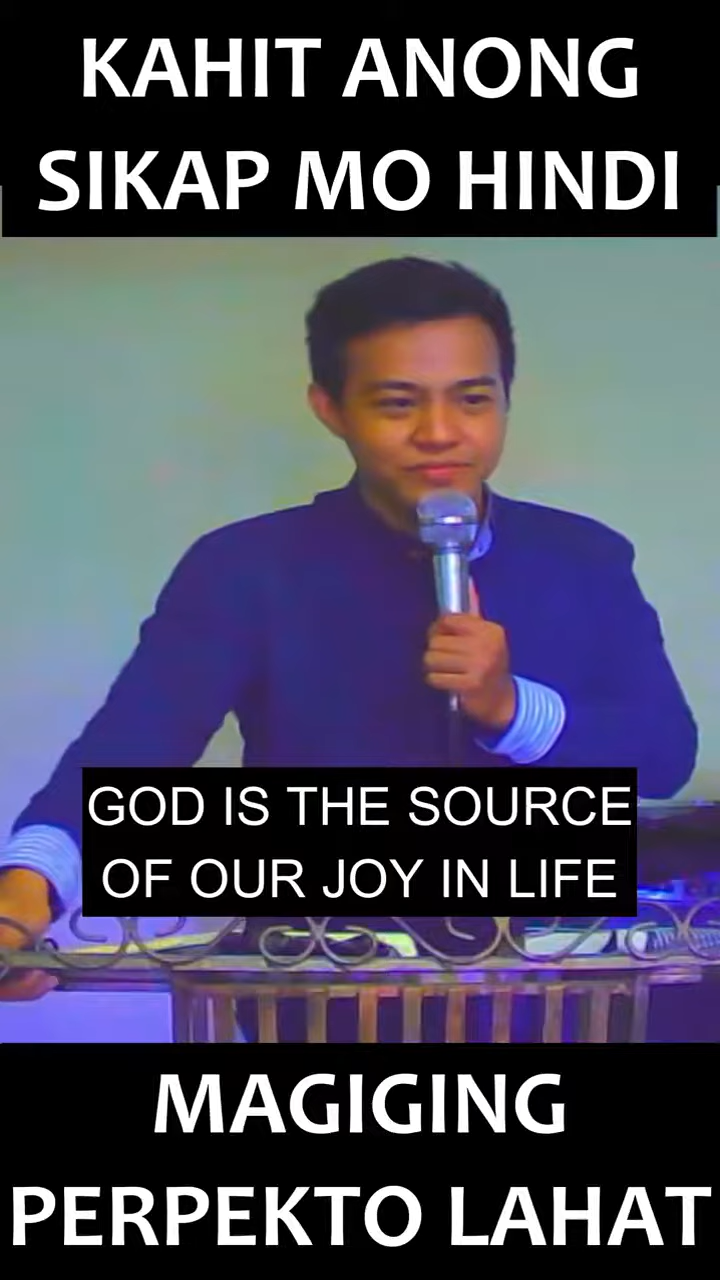 KAHIT ANONG
SIKAP MO HINDI
GOD IS THE SOURCE
OF OUR JOY IN LIFE
MAGIGING
PERPEKTO LAHAT